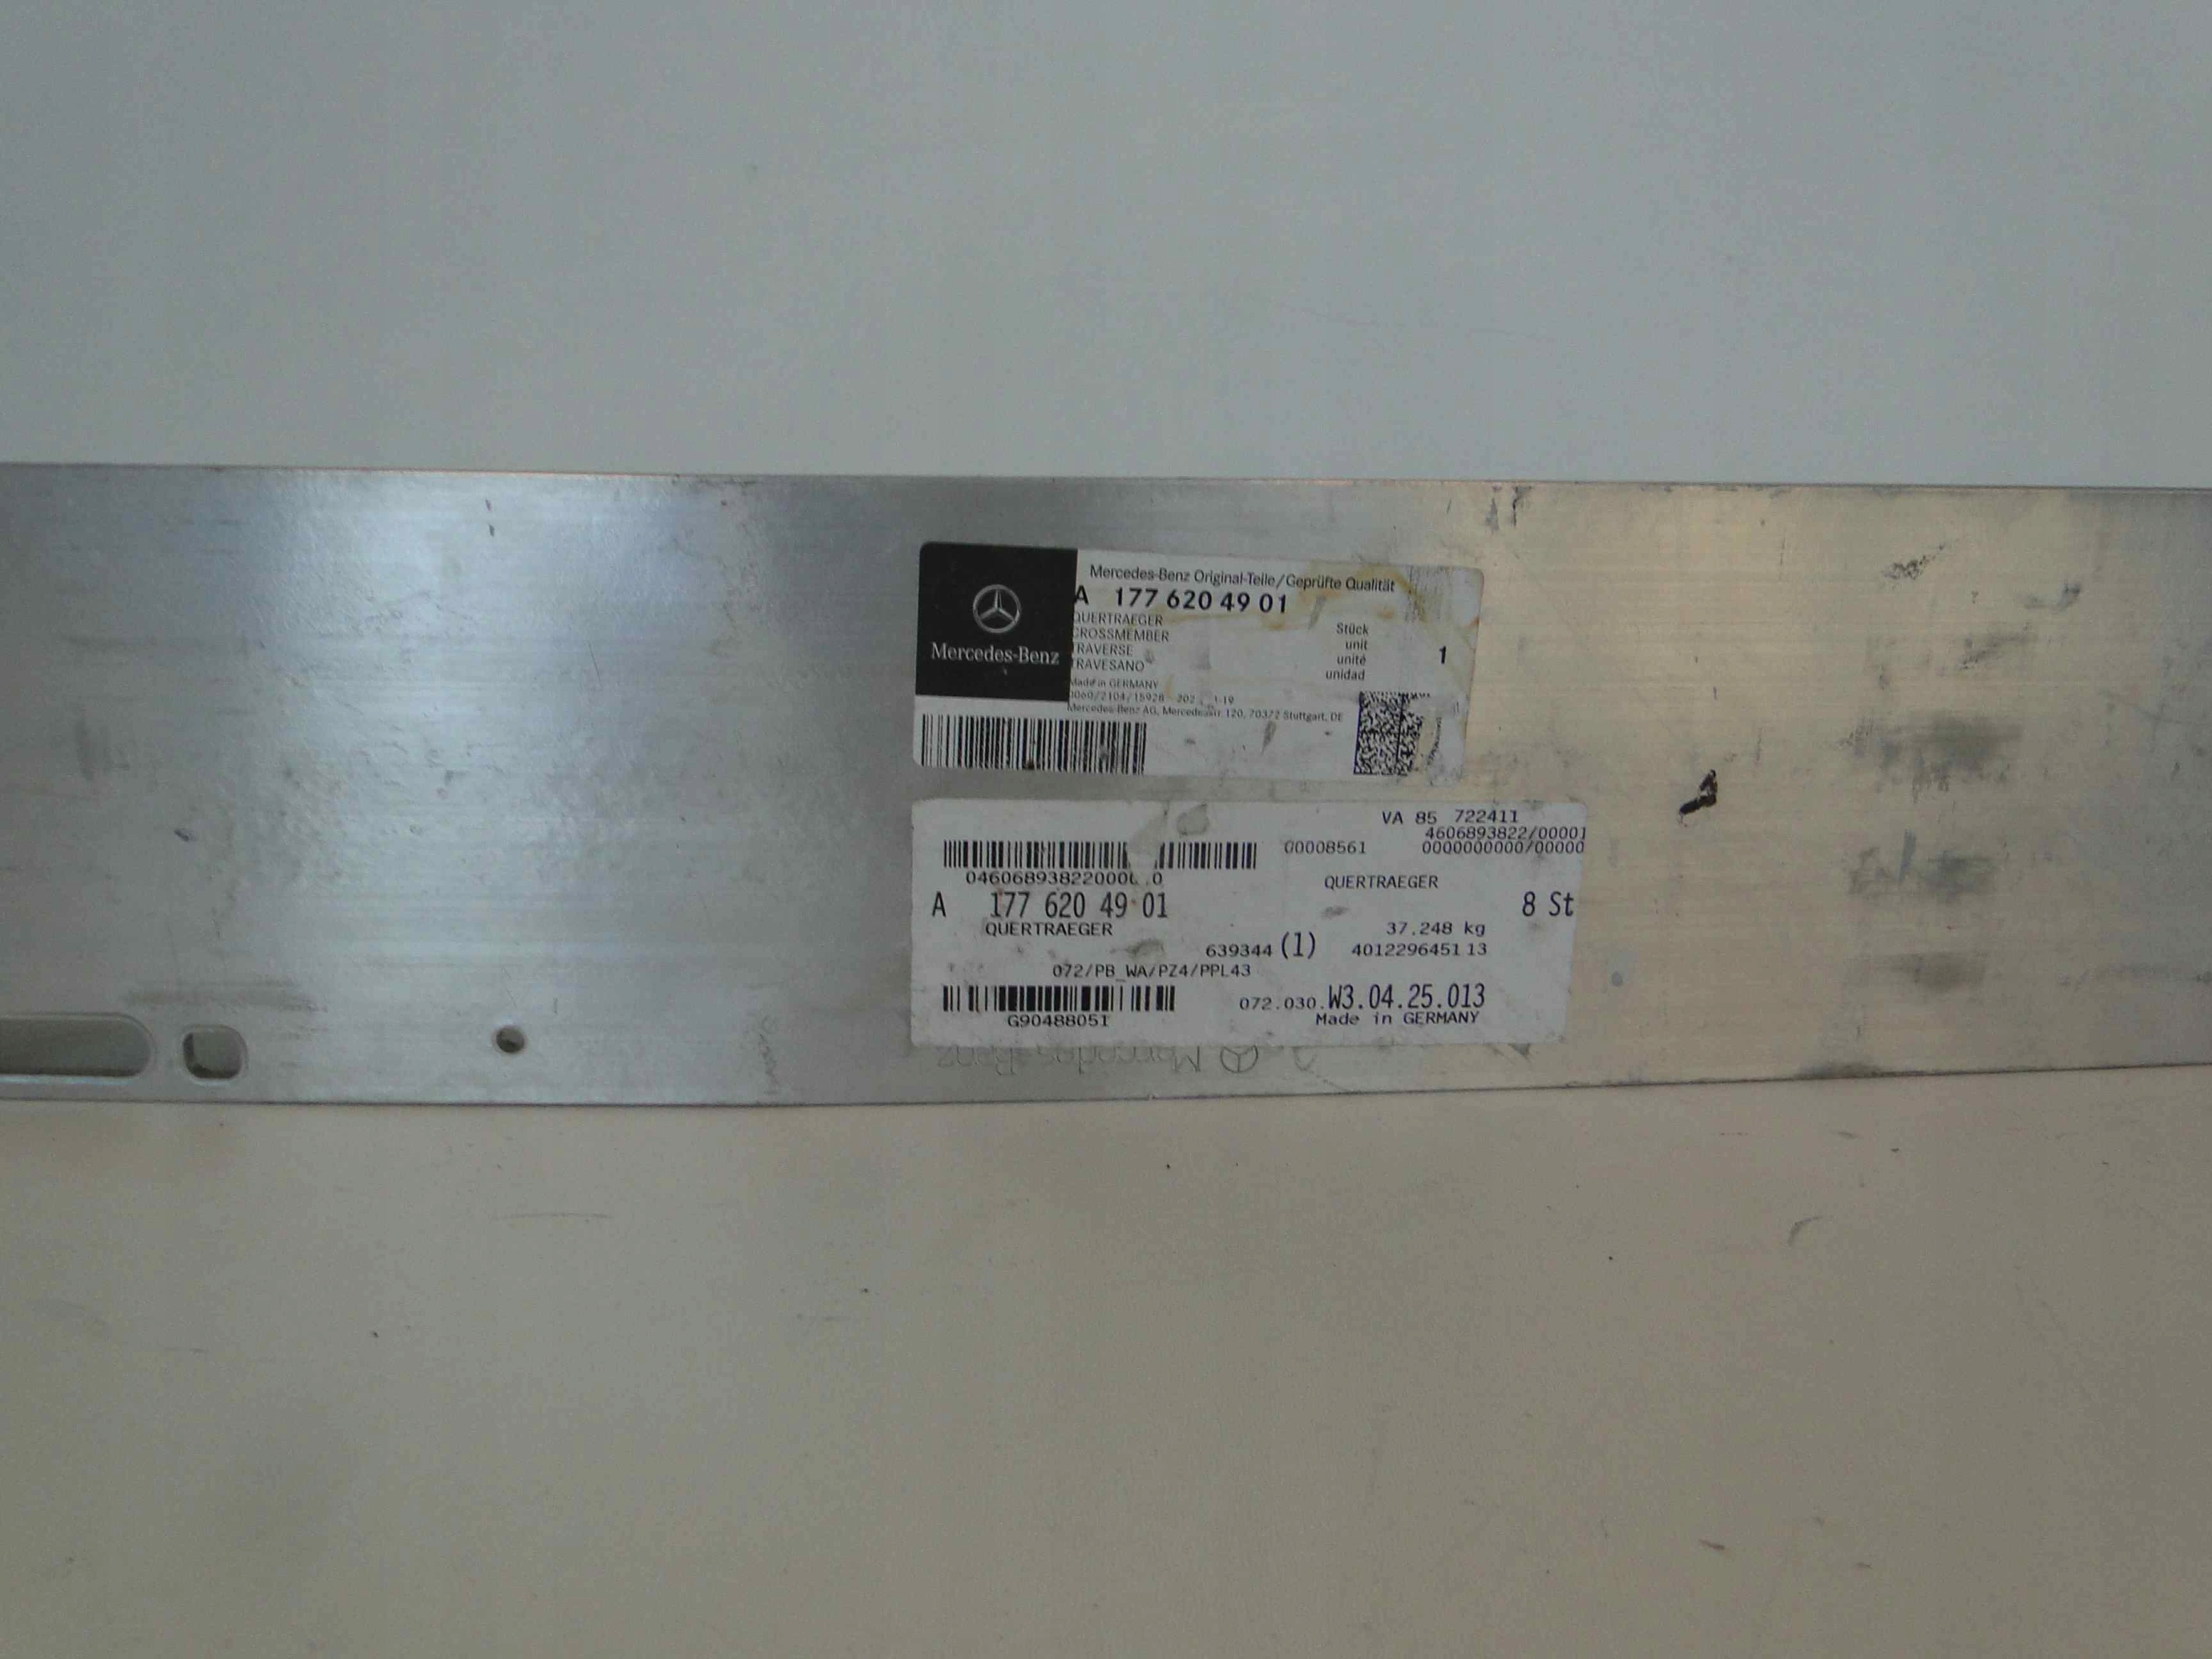 Mercedes-Benz
Mercedes-Benz Original-Teile/Geprüfte Qualität
A 177 620 49 01
QUERTRAEGER
CROSSMEMBER
TRAVERSE
TRAVESANO
Stück
unit
unité
unidad
1
Made in GERMANY
Mercedes-Benz AG, Mercedesstr. 120, 70372 Stuttgart, DE
VA 85 722411
4606893822/00001
G0008561 0000000000/00000
QUERTRAEGER
A 177 620 49 01 8 St
QUERTRAEGER 37.248 kg
639344 (1) 4012296451 13
072/PB_WA/PZ4/PPL43
072.030.W3.04.25.013
G90488051 Made in GERMANY
Mercedes-Benz